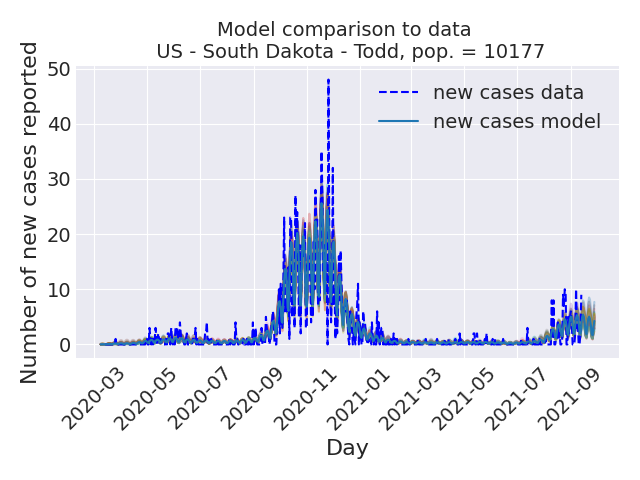 Model comparison to data
US - South Dakota - Todd, pop. = 10177
Number of new cases reported
50
40
30
20
10
0
new cases data
new cases model
2020-03
2020-05
2020-07
2020-09
2020-11
2021-01
2021-03
2021-05
2021-07
2021-09
Day